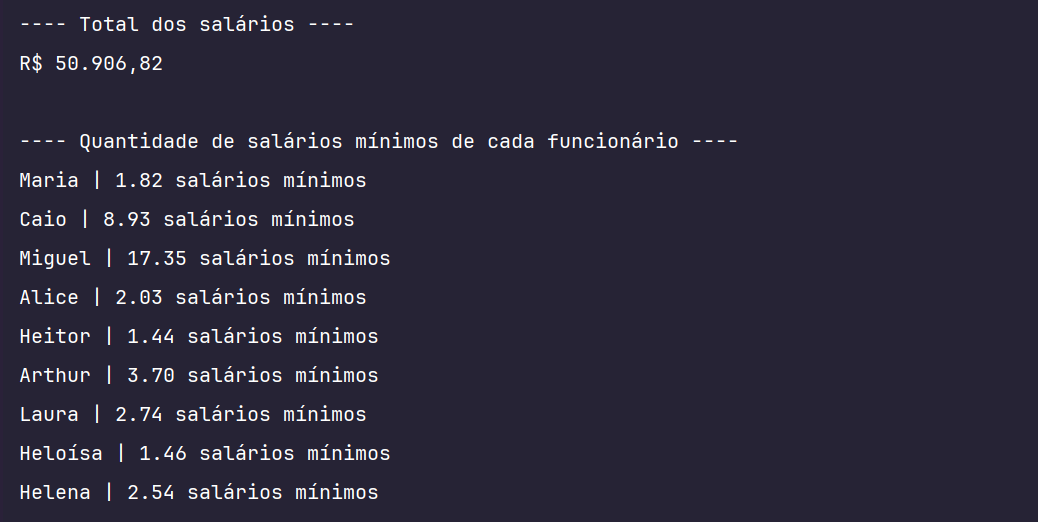 ---- Total dos salários ----
R$ 50.906,82
---- Quantidade de salários mínimos de cada funcionário ----
Maria | 1.82 salários mínimos
Caio | 8.93 salários mínimos
Miguel | 17.35 salários mínimos
Alice | 2.03 salários mínimos
Heitor | 1.44 salários mínimos
Arthur | 3.70 salários mínimos
Laura | 2.74 salários mínimos
Heloísa | 1.46 salários mínimos
Helena | 2.54 salários mínimos